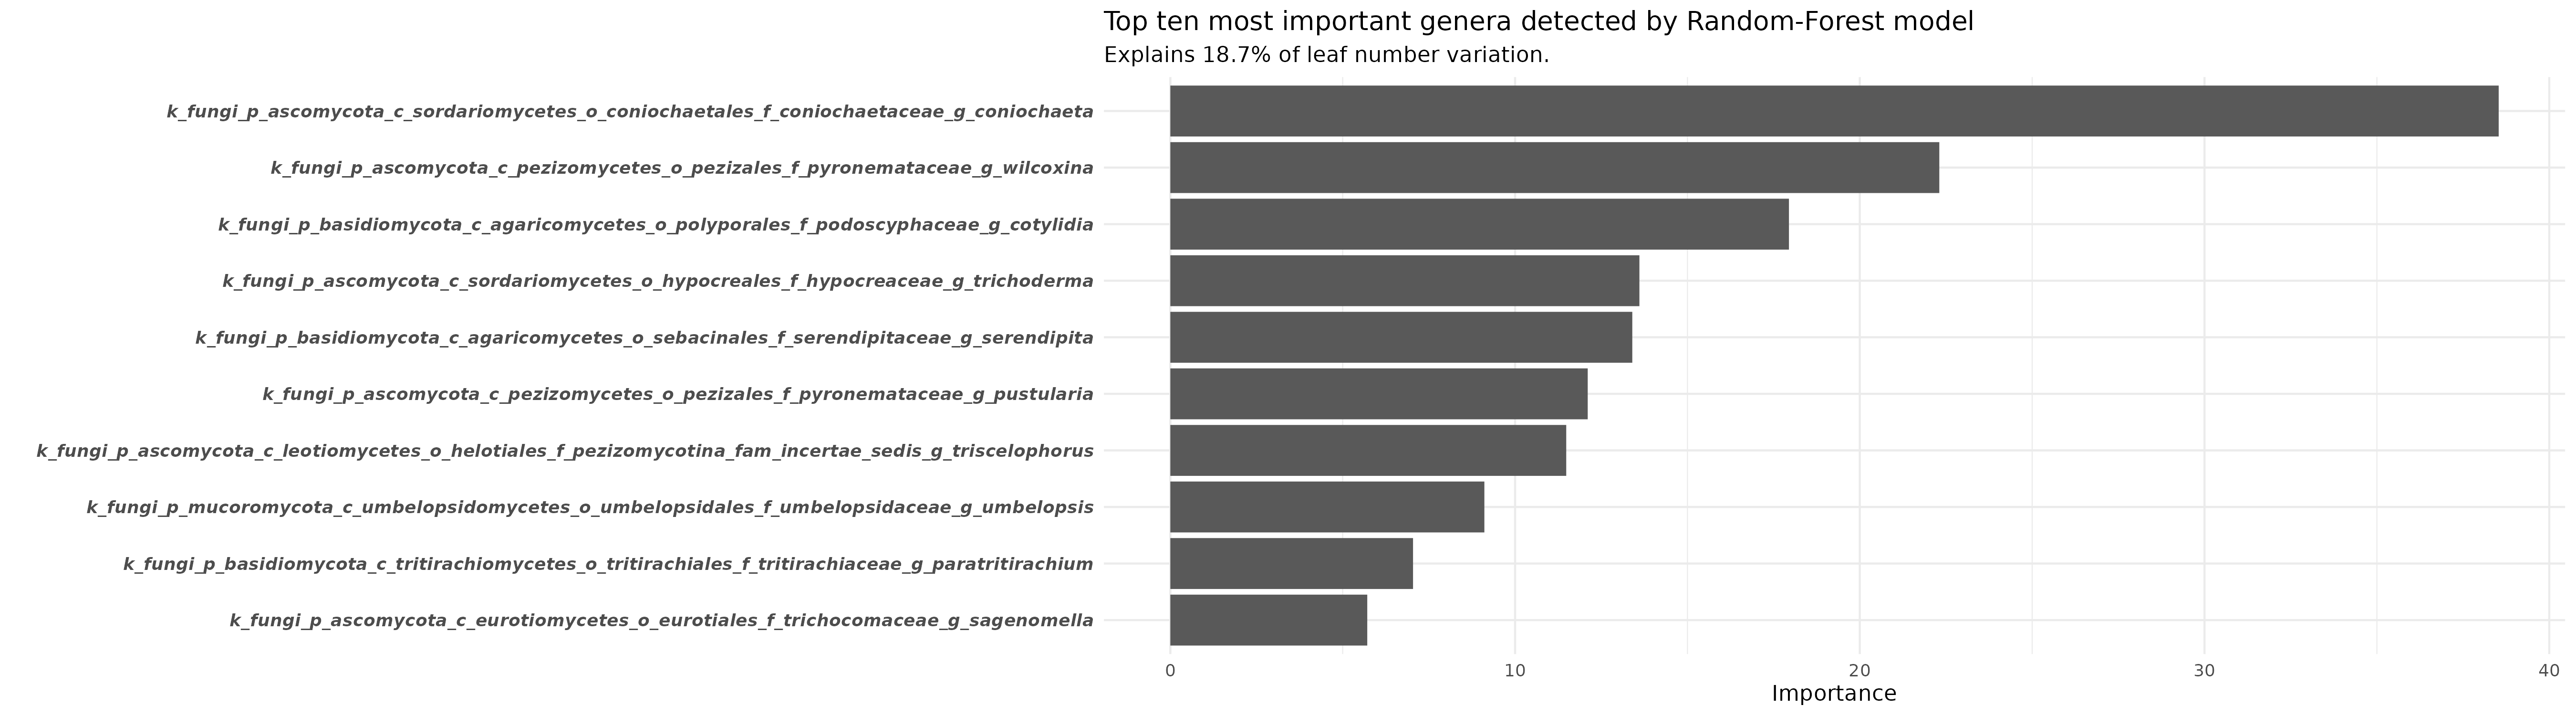 Top ten most important genera detected by Random-Forest model
Explains 18.7% of leaf number variation.
k_fungi_p_ascomycota_c_sordariomycetes_o_coniochaetales_f_coniochaetaceae_g_coniochaeta
k_fungi_p_ascomycota_c_pezizomycetes_o_pezizales_f_pyronemataceae_g_wilcoxina
k_fungi_p_basidiomycota_c_agaricomycetes_o_polyporales_f_podoscyphaceae_g_cotylidia
k_fungi_p_ascomycota_c_sordariomycetes_o_hypocreales_f_hypocreaceae_g_trichoderma
k_fungi_p_basidiomycota_c_agaricomycetes_o_sebacinales_f_serendipitaceae_g_serendipita
k_fungi_p_ascomycota_c_pezizomycetes_o_pezizales_f_pyronemataceae_g_pustularia
k_fungi_p_ascomycota_c_leotiomycetes_o_helotiales_f_pezizomycotina_fam_incertae_sedis_g_triscelophorus
k_fungi_p_mucoromycota_c_umbelopsidomycetes_o_umbelopsidales_f_umbelopsidaceae_g_umbelopsis
k_fungi_p_basidiomycota_c_tritirachiomycetes_o_tritirachiales_f_tritirachiaceae_g_paratritirachium
k_fungi_p_ascomycota_c_eurotiomycetes_o_eurotiales_f_trichocomaceae_g_sagenomella
0 10 20 30 40
Importance